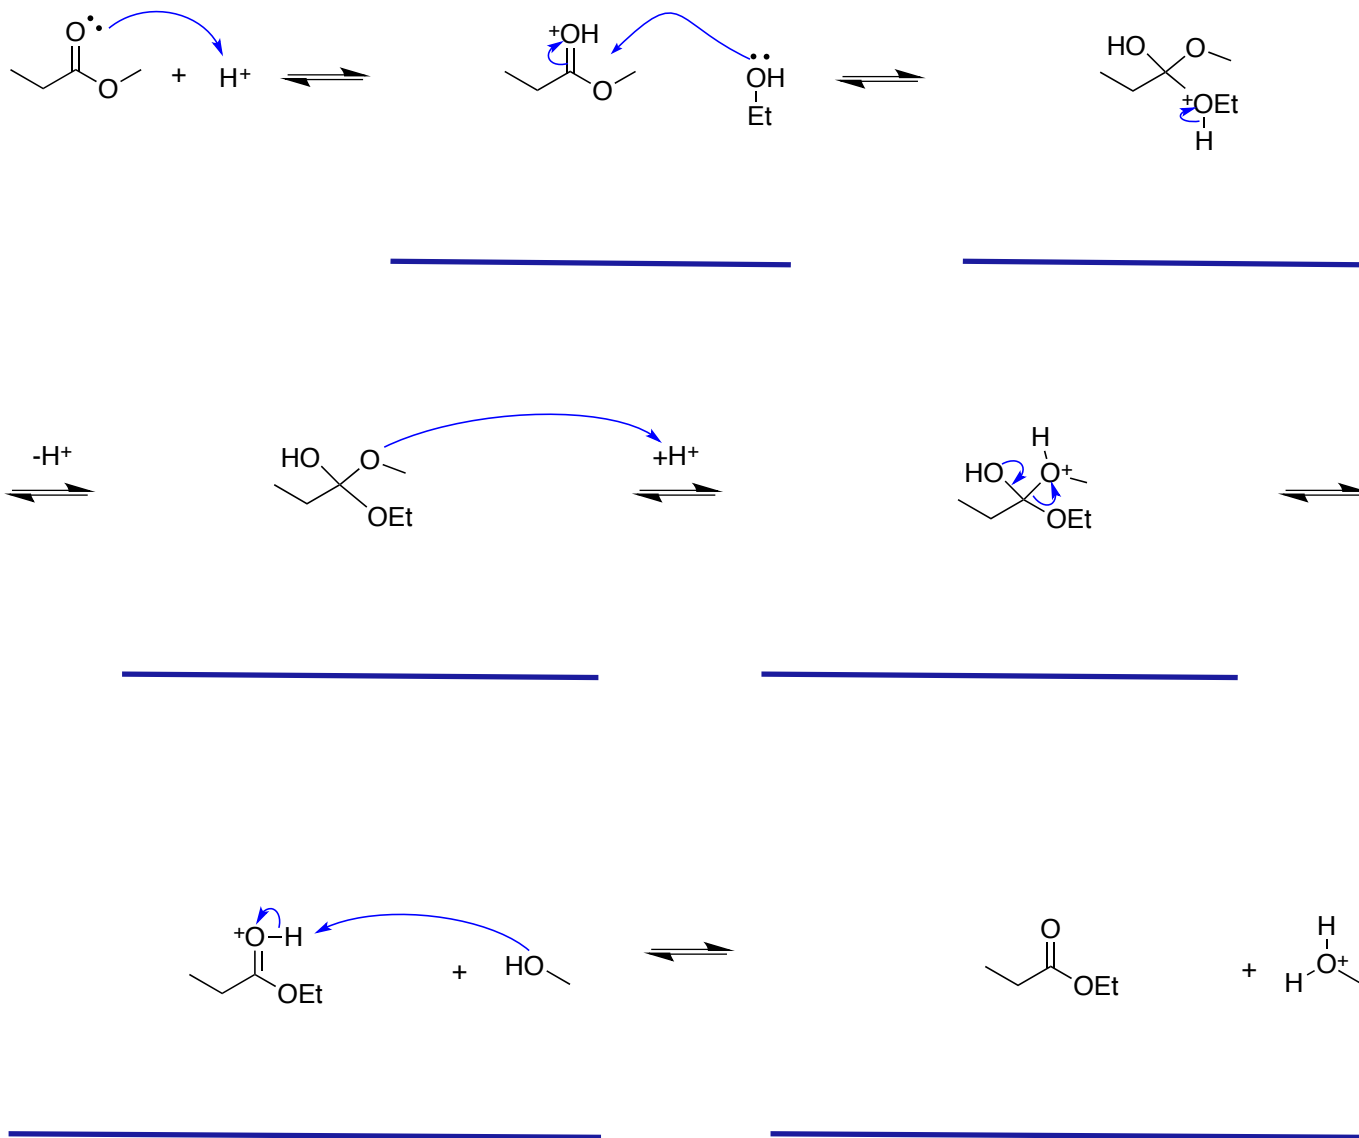 O + H+
O
+OH
O
OH
Et
HO O
+OEt
H
-H+
HO O
OEt
+H+
H
HO O+
OEt
+O-H
OEt
+ HO
O
OEt
+ H
O+
H